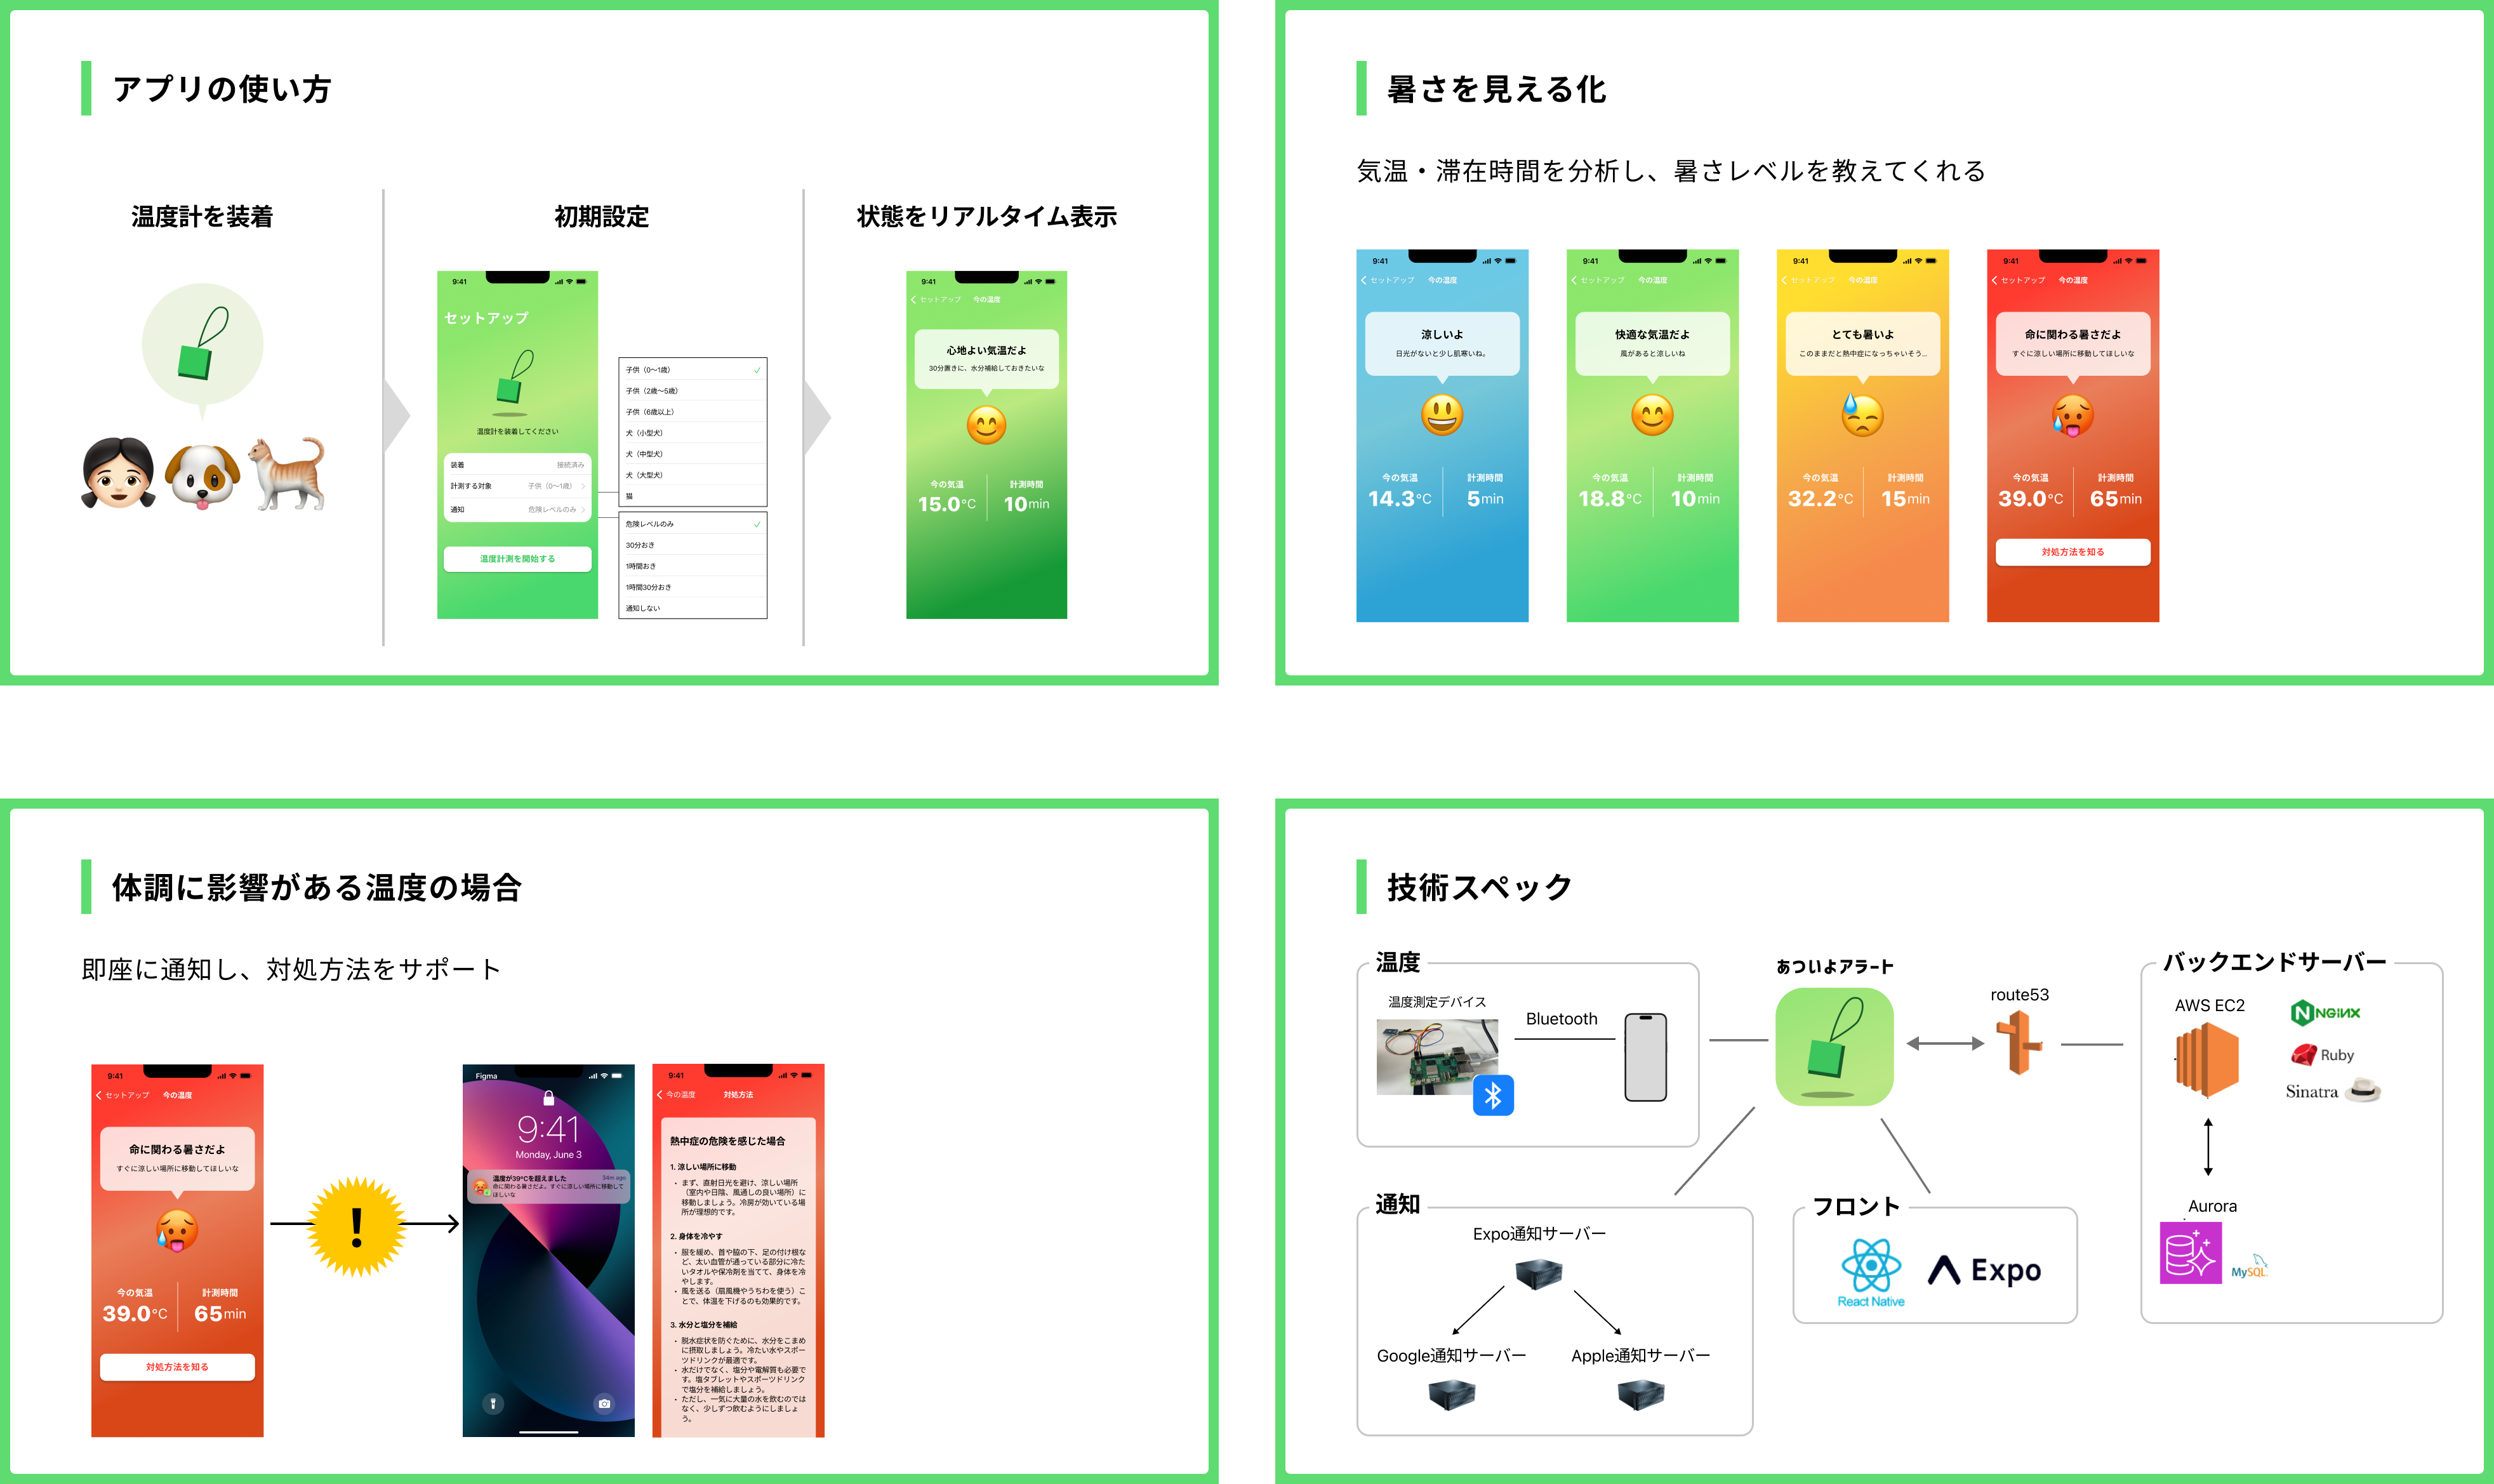 アプリの使い方
温度計を装着
初期設定
9:41
セットアップ
温度計を装着してください
装着
接続済み
計測する対象
子供（0〜1歳）
通知
危険レベルのみ
温度計測を開始する
子供（0〜1歳）
子供（2歳〜5歳）
子供（6歳以上）
犬（小型犬）
犬（中型犬）
犬（大型犬）
猫
危険レベルのみ
30分おき
1時間おき
1時間30分おき
通知しない
状態をリアルタイム表示
9:41
セットアップ
今の温度
心地よい気温だよ
30分置きに、水分補給しておきたいな
今の気温
計測時間
15.0°C
10min
暑さを見える化
気温・滞在時間を分析し、暑さレベルを教えてくれる
9:41
セットアップ
今の温度
涼しいよ
日光がないと少し肌寒いね。
今の気温
計測時間
14.3°C
5min
9:41
セットアップ
今の温度
快適な気温だよ
風があると涼しいね
今の気温
計測時間
18.8°C
10min
9:41
セットアップ
今の温度
とても暑いよ
このままだと熱中症になっちゃいそう...
今の気温
計測時間
32.2°C
15min
9:41
セットアップ
今の温度
命に関わる暑さだよ
すぐに涼しい場所に移動してほしいな
今の気温
計測時間
39.0°C
65min
対処方法を知る
体調に影響がある温度の場合
即座に通知し、対処方法をサポート
9:41
セットアップ
今の温度
命に関わる暑さだよ
すぐに涼しい場所に移動してほしいな
今の気温
計測時間
39.0°C
65min
対処方法を知る
!
Figma
9:41
Monday, June 3
温度が39°Cを超えました
34m ago
命に関わる暑さだよ。すぐに涼しい場所に移動して
ほしいな
9:41
今の温度
対処方法
熱中症の危険を感じた場合
1. 涼しい場所に移動
・まず、直射日光を避け、涼しい場所
（室内や日陰、風通しの良い場所）に
移動しましょう。冷房が効いている場
所が理想的です。
2. 身体を冷やす
・服を緩め、首や脇の下、足の付け根な
ど、太い血管が通っている部分に冷た
いタオルや保冷剤を当てて、身体を冷
やします。
・風を送る（扇風機やうちわを使う）こ
とで、体温を下げるのも効果的です。
3. 水分と塩分を補給
・脱水症状を防ぐために、水分をこまめ
に摂取しましょう。冷たい水やスポー
ツドリンクが最適です。
・水だけでなく、塩分や電解質も必要で
す。塩タブレットやスポーツドリンク
で塩分を補給しましょう。
・ただし、一気に大量の水を飲むのでは
なく、少しずつ飲むようにしましょ
う。
技術スペック
温度
温度測定デバイス
Bluetooth
あついよアラート
route53
バックエンドサーバー
AWS EC2
NGiNX
Ruby
Sinatra
Aurora
MySQL
通知
Expo通知サーバー
Google通知サーバー
Apple通知サーバー
フロント
React Native
Expo